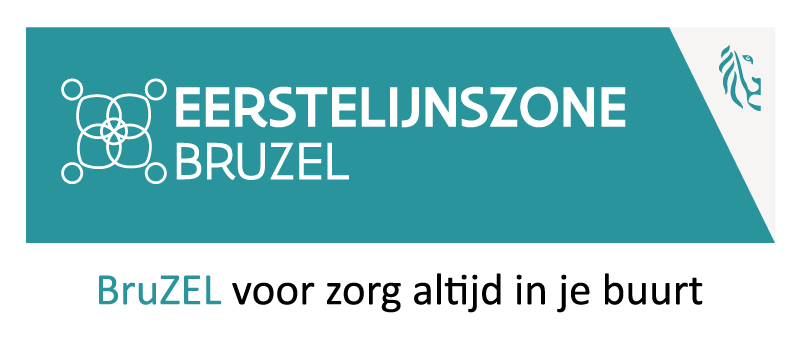 EERSTELIJNSZONE
BRUZEL
BruZEL voor zorg altijd in je buurt